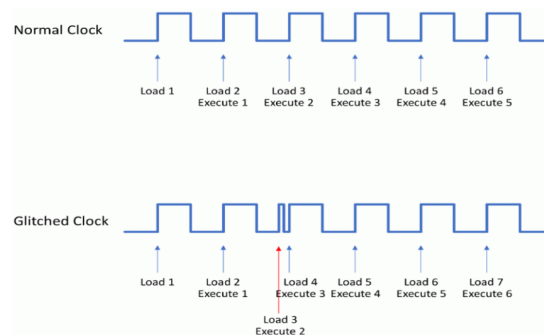 Normal Clock
Load 1
Load 2
Execute 1
Load 3
Execute 2
Load 4
Execute 3
Load 5
Execute 4
Load 6
Execute 5
Glitched Clock
Load 1
Load 2
Execute 1
Load 4
Execute 3
Load 5
Execute 4
Load 6
Execute 5
Load 7
Execute 6
Load 3
Execute 2